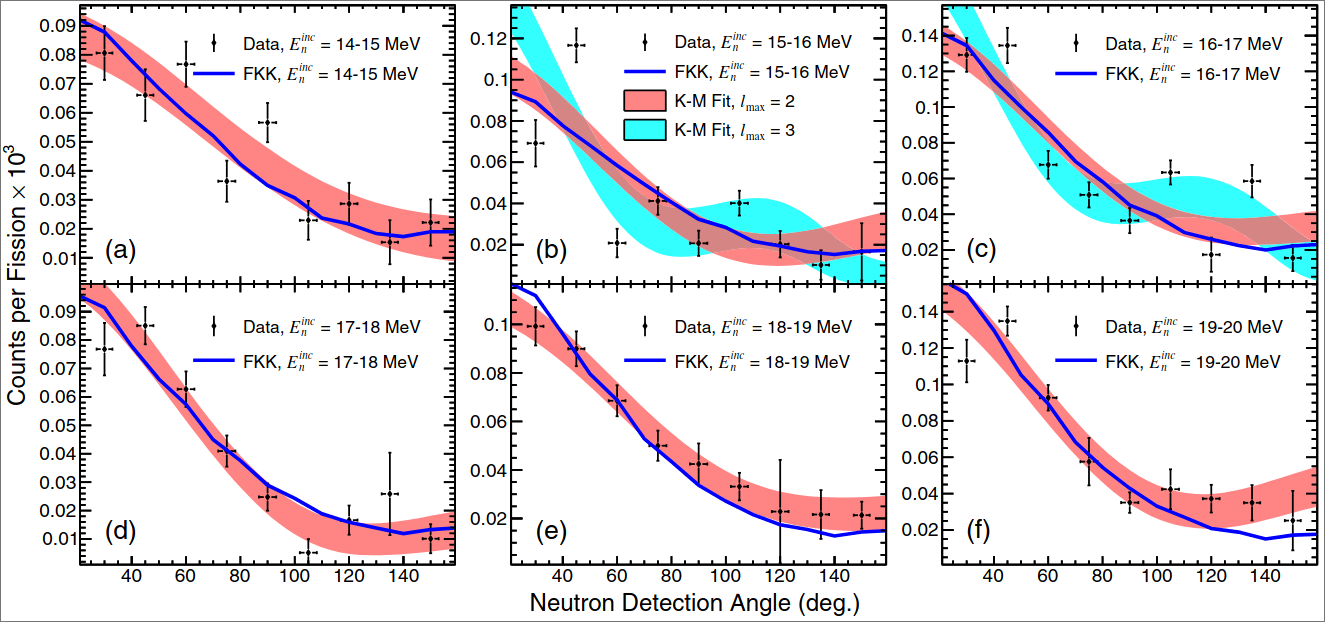 Counts per Fission × 10³
0.09
0.08
0.07
0.06
0.05
0.04
0.03
0.02
0.01
Data, E_n^inc = 14-15 MeV
FKK, E_n^inc = 14-15 MeV
(a)
0.12
0.1
0.08
0.06
0.04
0.02
Data, E_n^inc = 15-16 MeV
FKK, E_n^inc = 15-16 MeV
K-M Fit, l_max = 2
K-M Fit, l_max = 3
(b)
0.14
0.12
0.1
0.08
0.06
0.04
0.02
Data, E_n^inc = 16-17 MeV
FKK, E_n^inc = 16-17 MeV
(c)
0.09
0.08
0.07
0.06
0.05
0.04
0.03
0.02
0.01
Data, E_n^inc = 17-18 MeV
FKK, E_n^inc = 17-18 MeV
(d)
40 60 80 100 120 140
0.1
0.08
0.06
0.04
0.02
Data, E_n^inc = 18-19 MeV
FKK, E_n^inc = 18-19 MeV
(e)
40 60 80 100 120 140
0.14
0.12
0.1
0.08
0.06
0.04
0.02
Data, E_n^inc = 19-20 MeV
FKK, E_n^inc = 19-20 MeV
(f)
40 60 80 100 120 140
Neutron Detection Angle (deg.)